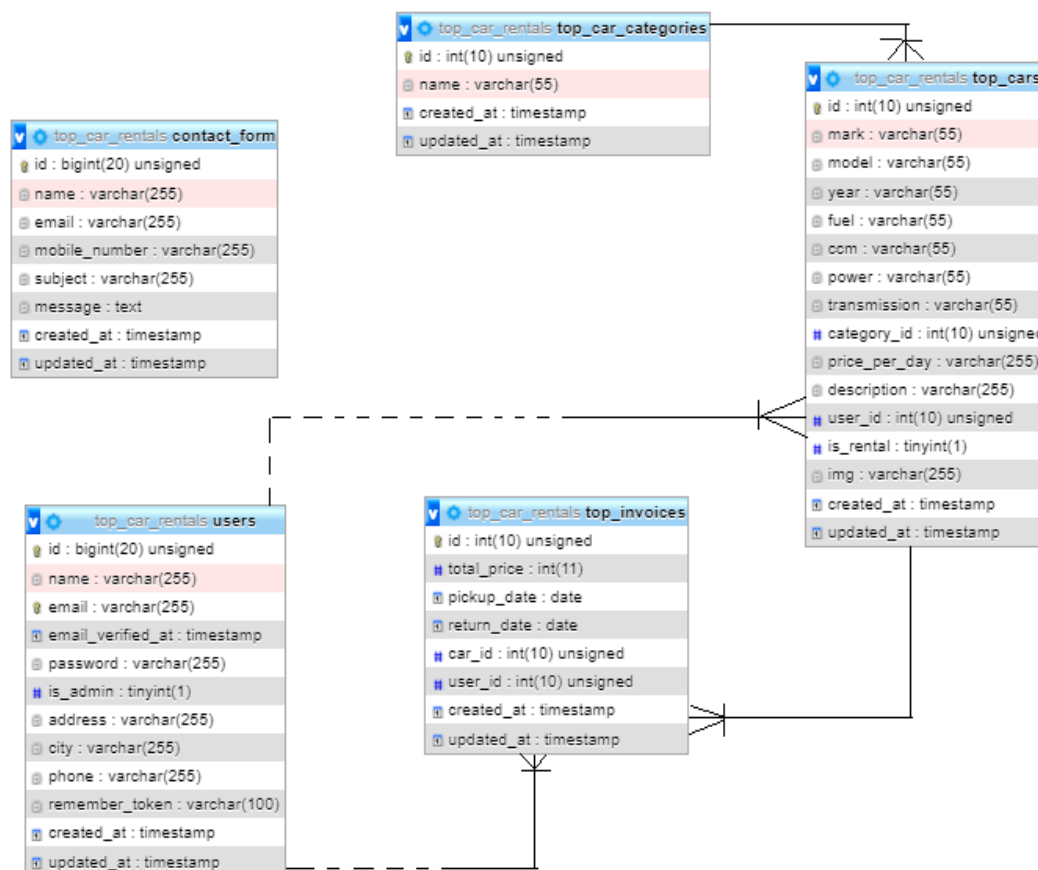 top_car_rentals top_car_categories
id : int(10) unsigned
name : varchar(55)
created_at : timestamp
updated_at : timestamp
top_car_rentals top_cars
id : int(10) unsigned
mark : varchar(55)
model : varchar(55)
year : varchar(55)
fuel : varchar(55)
ccm : varchar(55)
power : varchar(55)
transmission : varchar(55)
category_id : int(10) unsigned
price_per_day : varchar(255)
description : varchar(255)
user_id : int(10) unsigned
is_rental : tinyint(1)
img : varchar(255)
created_at : timestamp
updated_at : timestamp
top_car_rentals contact_form
id : bigint(20) unsigned
name : varchar(255)
email : varchar(255)
mobile_number : varchar(255)
subject : varchar(255)
message : text
created_at : timestamp
updated_at : timestamp
top_car_rentals users
id : bigint(20) unsigned
name : varchar(255)
email : varchar(255)
email_verified_at : timestamp
password : varchar(255)
is_admin : tinyint(1)
address : varchar(255)
city : varchar(255)
phone : varchar(255)
remember_token : varchar(100)
created_at : timestamp
updated_at : timestamp
top_car_rentals top_invoices
id : int(10) unsigned
total_price : int(11)
pickup_date : date
return_date : date
car_id : int(10) unsigned
user_id : int(10) unsigned
created_at : timestamp
updated_at : timestamp